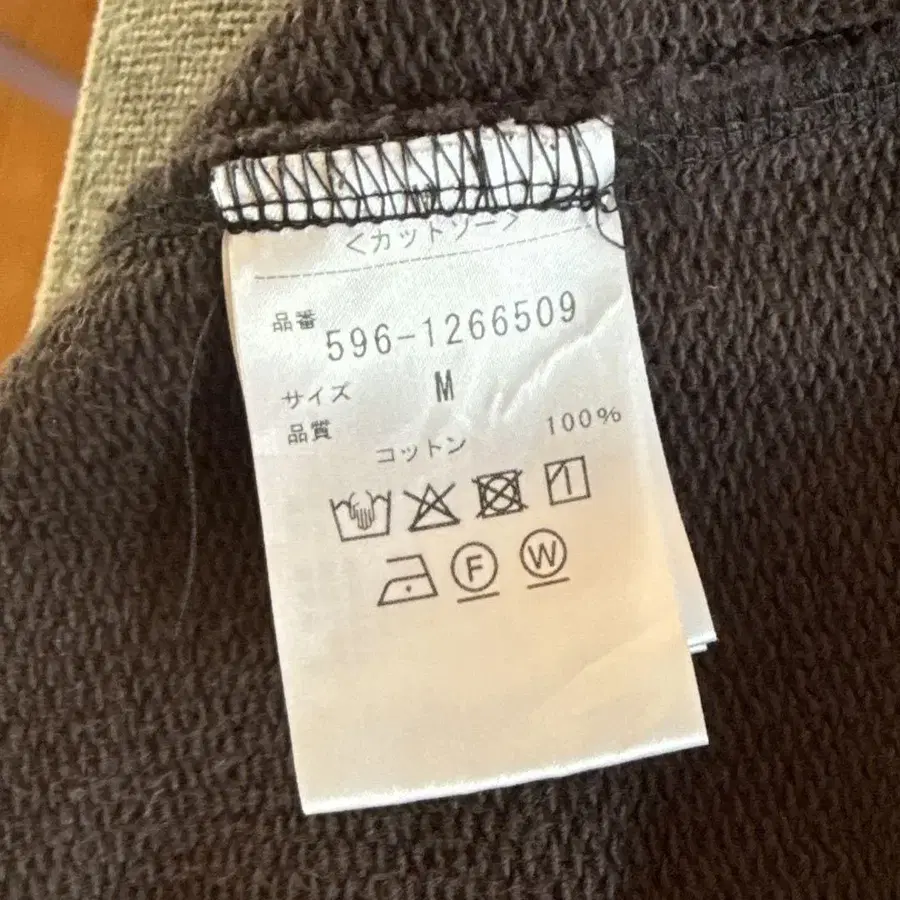 <カットソー>
品番 596-1266509
サイズ M
品質
コットン 100%
F W